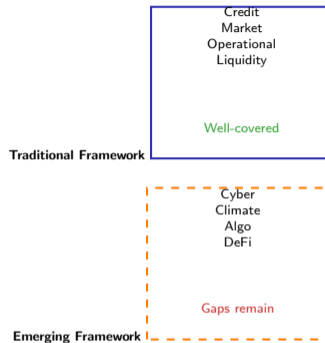 Credit
Market
Operational
Liquidity
Well-covered
Traditional Framework
Cyber
Climate
Algo
DeFi
Gaps remain
Emerging Framework